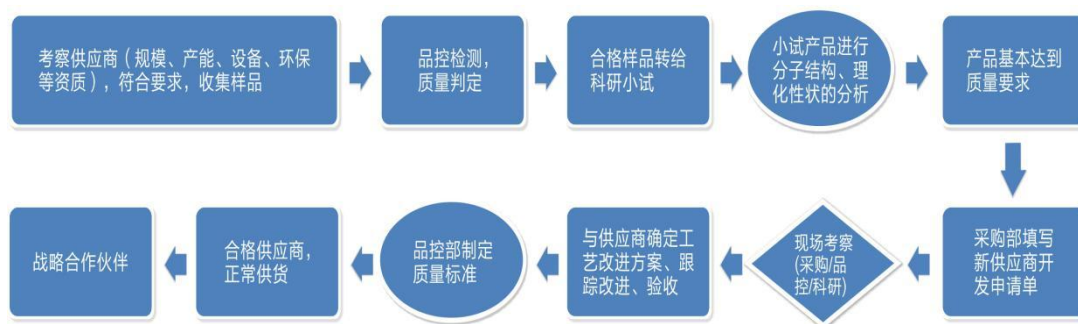 考察供应商（规模、产能、设备、环保
等资质），符合要求，收集样品
品控检测，
质量判定
合格样品转给
科研小试
小试产品进行
分子结构、理
化性状的分析
产品基本达到
质量要求
采购部填写
新供应商开
发申请单
现场考察
(采购/品
控/科研)
与供应商确定工
艺改进方案、跟
踪改进、验收
品控部制定
质量标准
合格供应商，
正常供货
战略合作伙伴